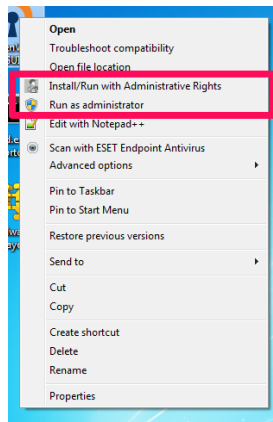 Open
Troubleshoot compatibility
Open file location
Install/Run with Administrative Rights
Run as administrator
Edit with Notepad++
Scan with ESET Endpoint Antivirus
Advanced options
Pin to Taskbar
Pin to Start Menu
Restore previous versions
Send to
Cut
Copy
Create shortcut
Delete
Rename
Properties